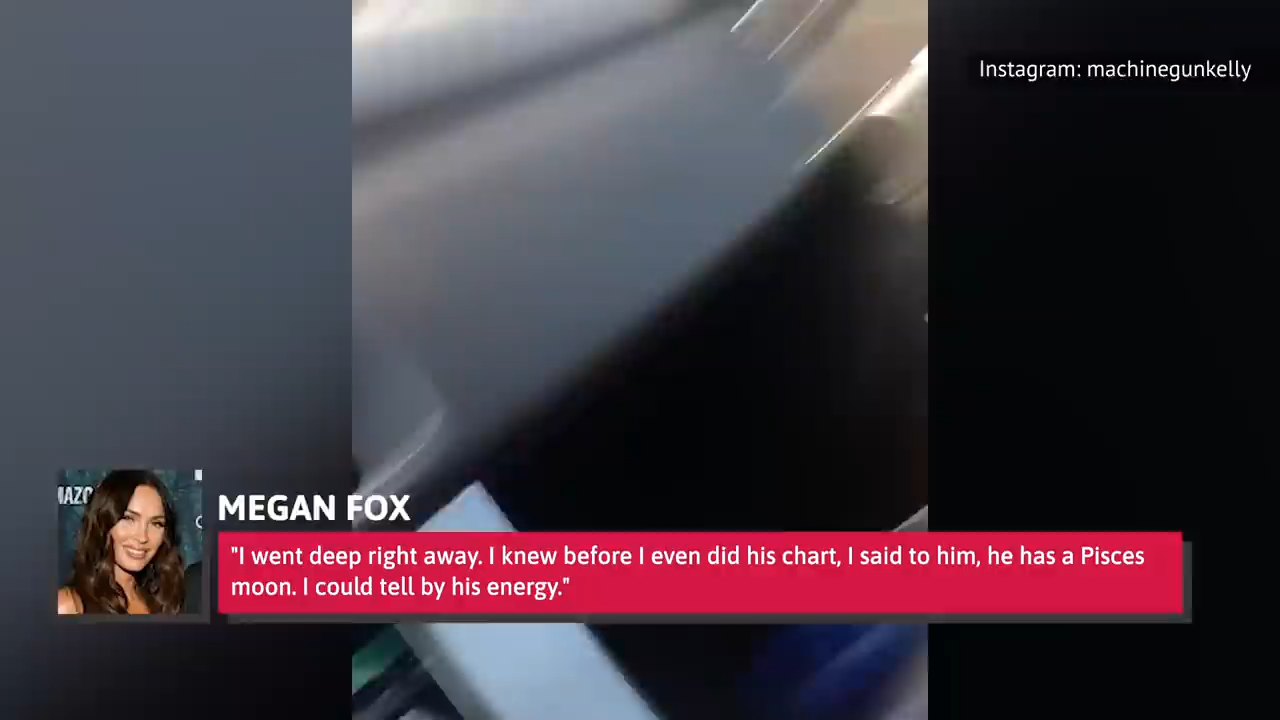 Instagram: machinegunkelly
MEGAN FOX
"I went deep right away. I knew before I even did his chart, I said to him, he has a Pisces
moon. I could tell by his energy."